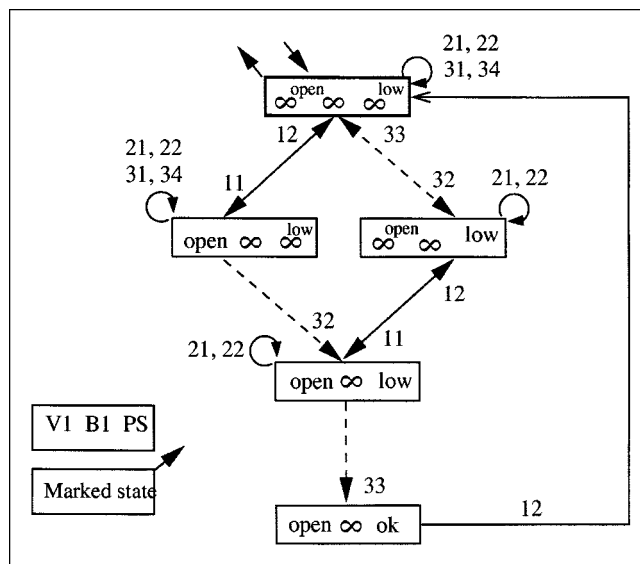 21, 22
31, 34
∞ open ∞ ∞ low
12
33
21, 22
31, 34
11
32
21, 22
open ∞ ∞ low
∞ open ∞ low
32
12
11
21, 22
open ∞ low
V1 B1 PS
Marked state
33
12
open ∞ ok